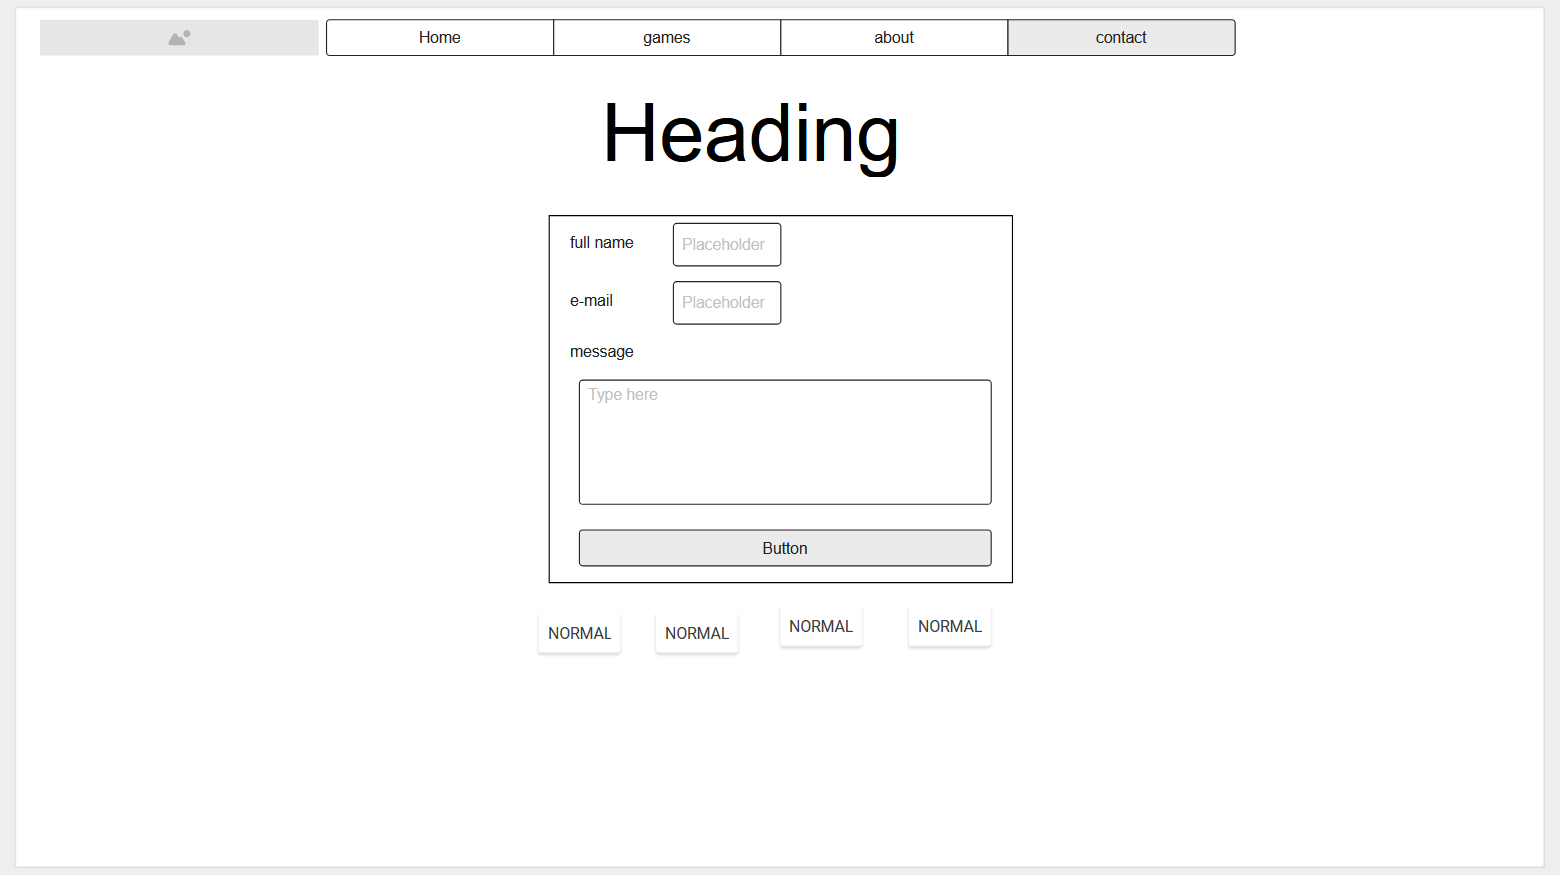 Home games about contact
Heading
full name Placeholder
e-mail Placeholder
message
Type here
Button
NORMAL NORMAL NORMAL NORMAL